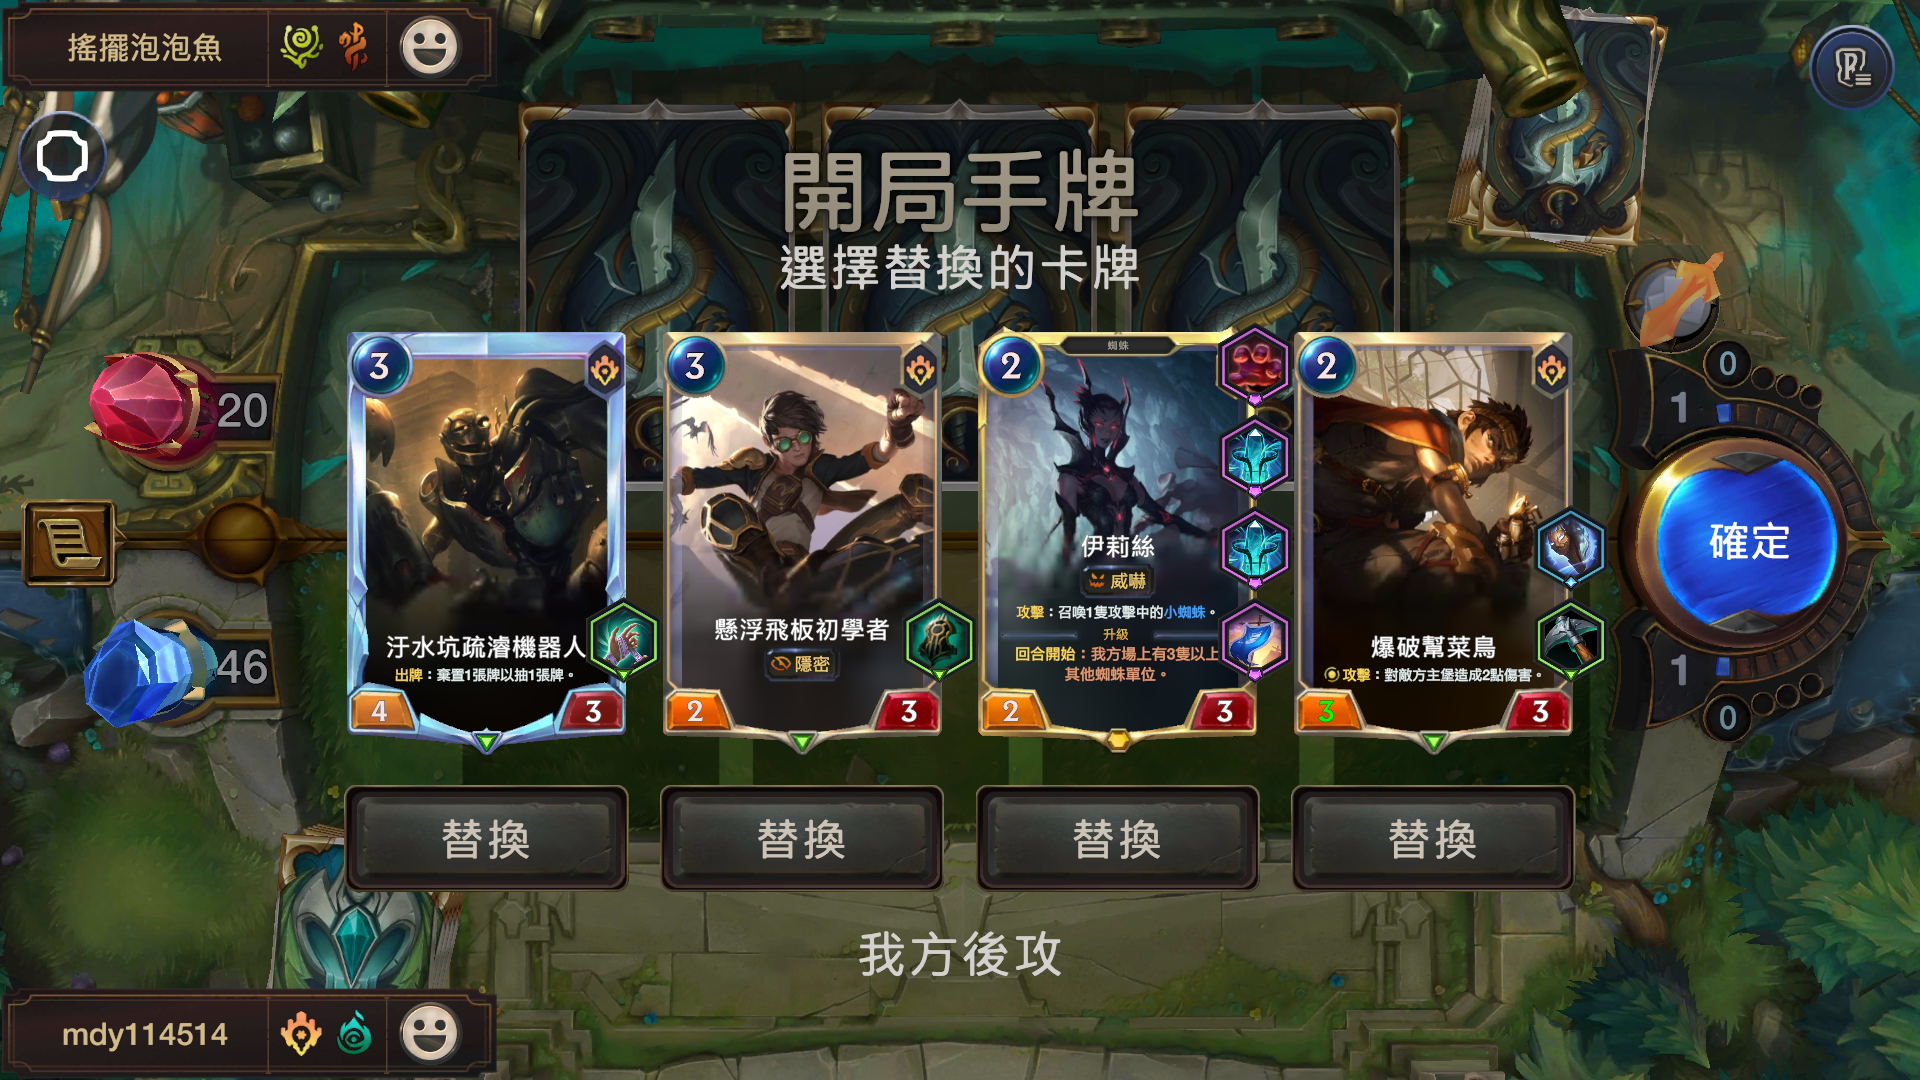 搖擺泡泡魚
開局手牌
選擇替換的卡牌
20
46
3
汙水坑疏濬機器人
出牌：棄置1張牌以抽1張牌。
4
3
3
懸浮飛板初學者
隱密
2
3
2
蜘蛛
伊莉絲
威嚇
攻擊：召喚1隻攻擊中的小蜘蛛。
升級
回合開始：我方場上有3隻以上
其他蜘蛛單位。
2
3
2
爆破幫菜鳥
攻擊：對敵方主堡造成2點傷害。
3
3
0
1
確定
1
0
替換
替換
替換
替換
我方後攻
mdy114514